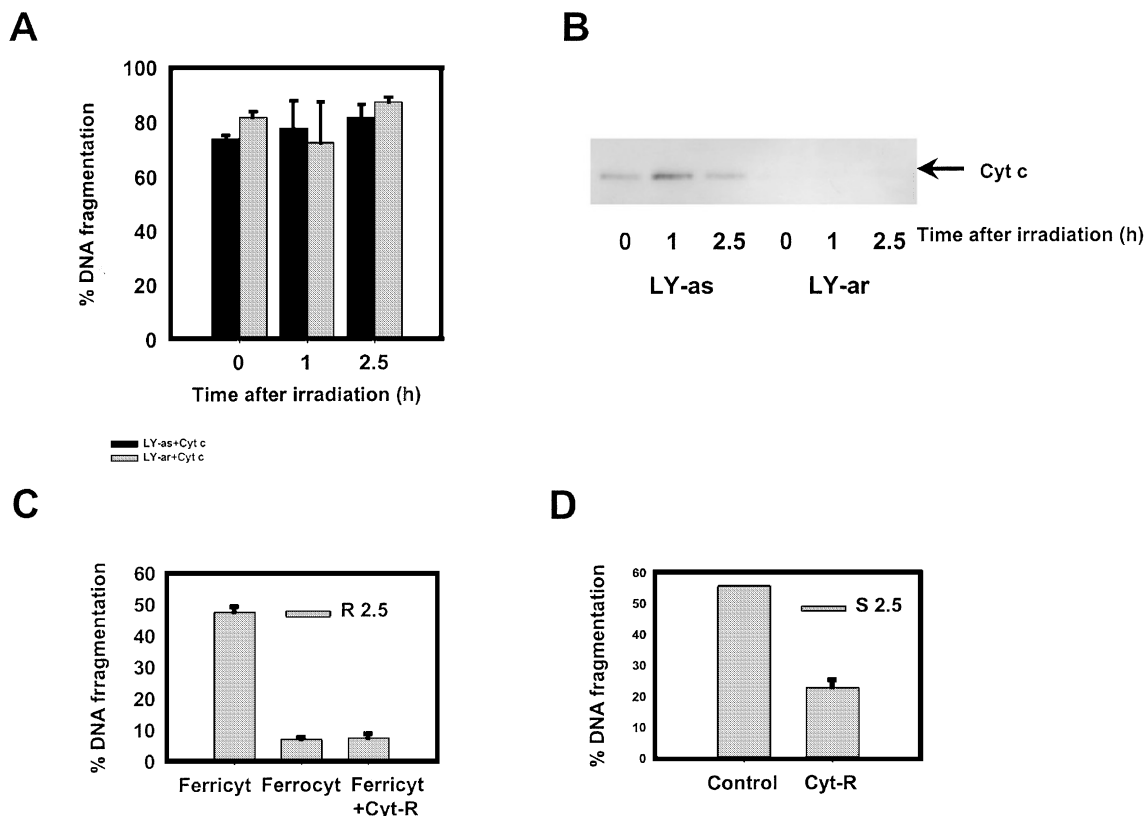 A
100
80
60
40
20
0
% DNA fragmentation
0 1 2.5
Time after irradiation (h)
LY-as+Cyt c
LY-ar+Cyt c
B
Cyt c
0 1 2.5 0 1 2.5 Time after irradiation (h)
LY-as LY-ar
C
60
50
40
30
20
10
0
% DNA frragmentation
R 2.5
Ferricyt Ferrocyt Ferricyt
+Cyt-R
D
60
50
40
30
20
10
0
% DNA fragmentation
S 2.5
Control Cyt-R